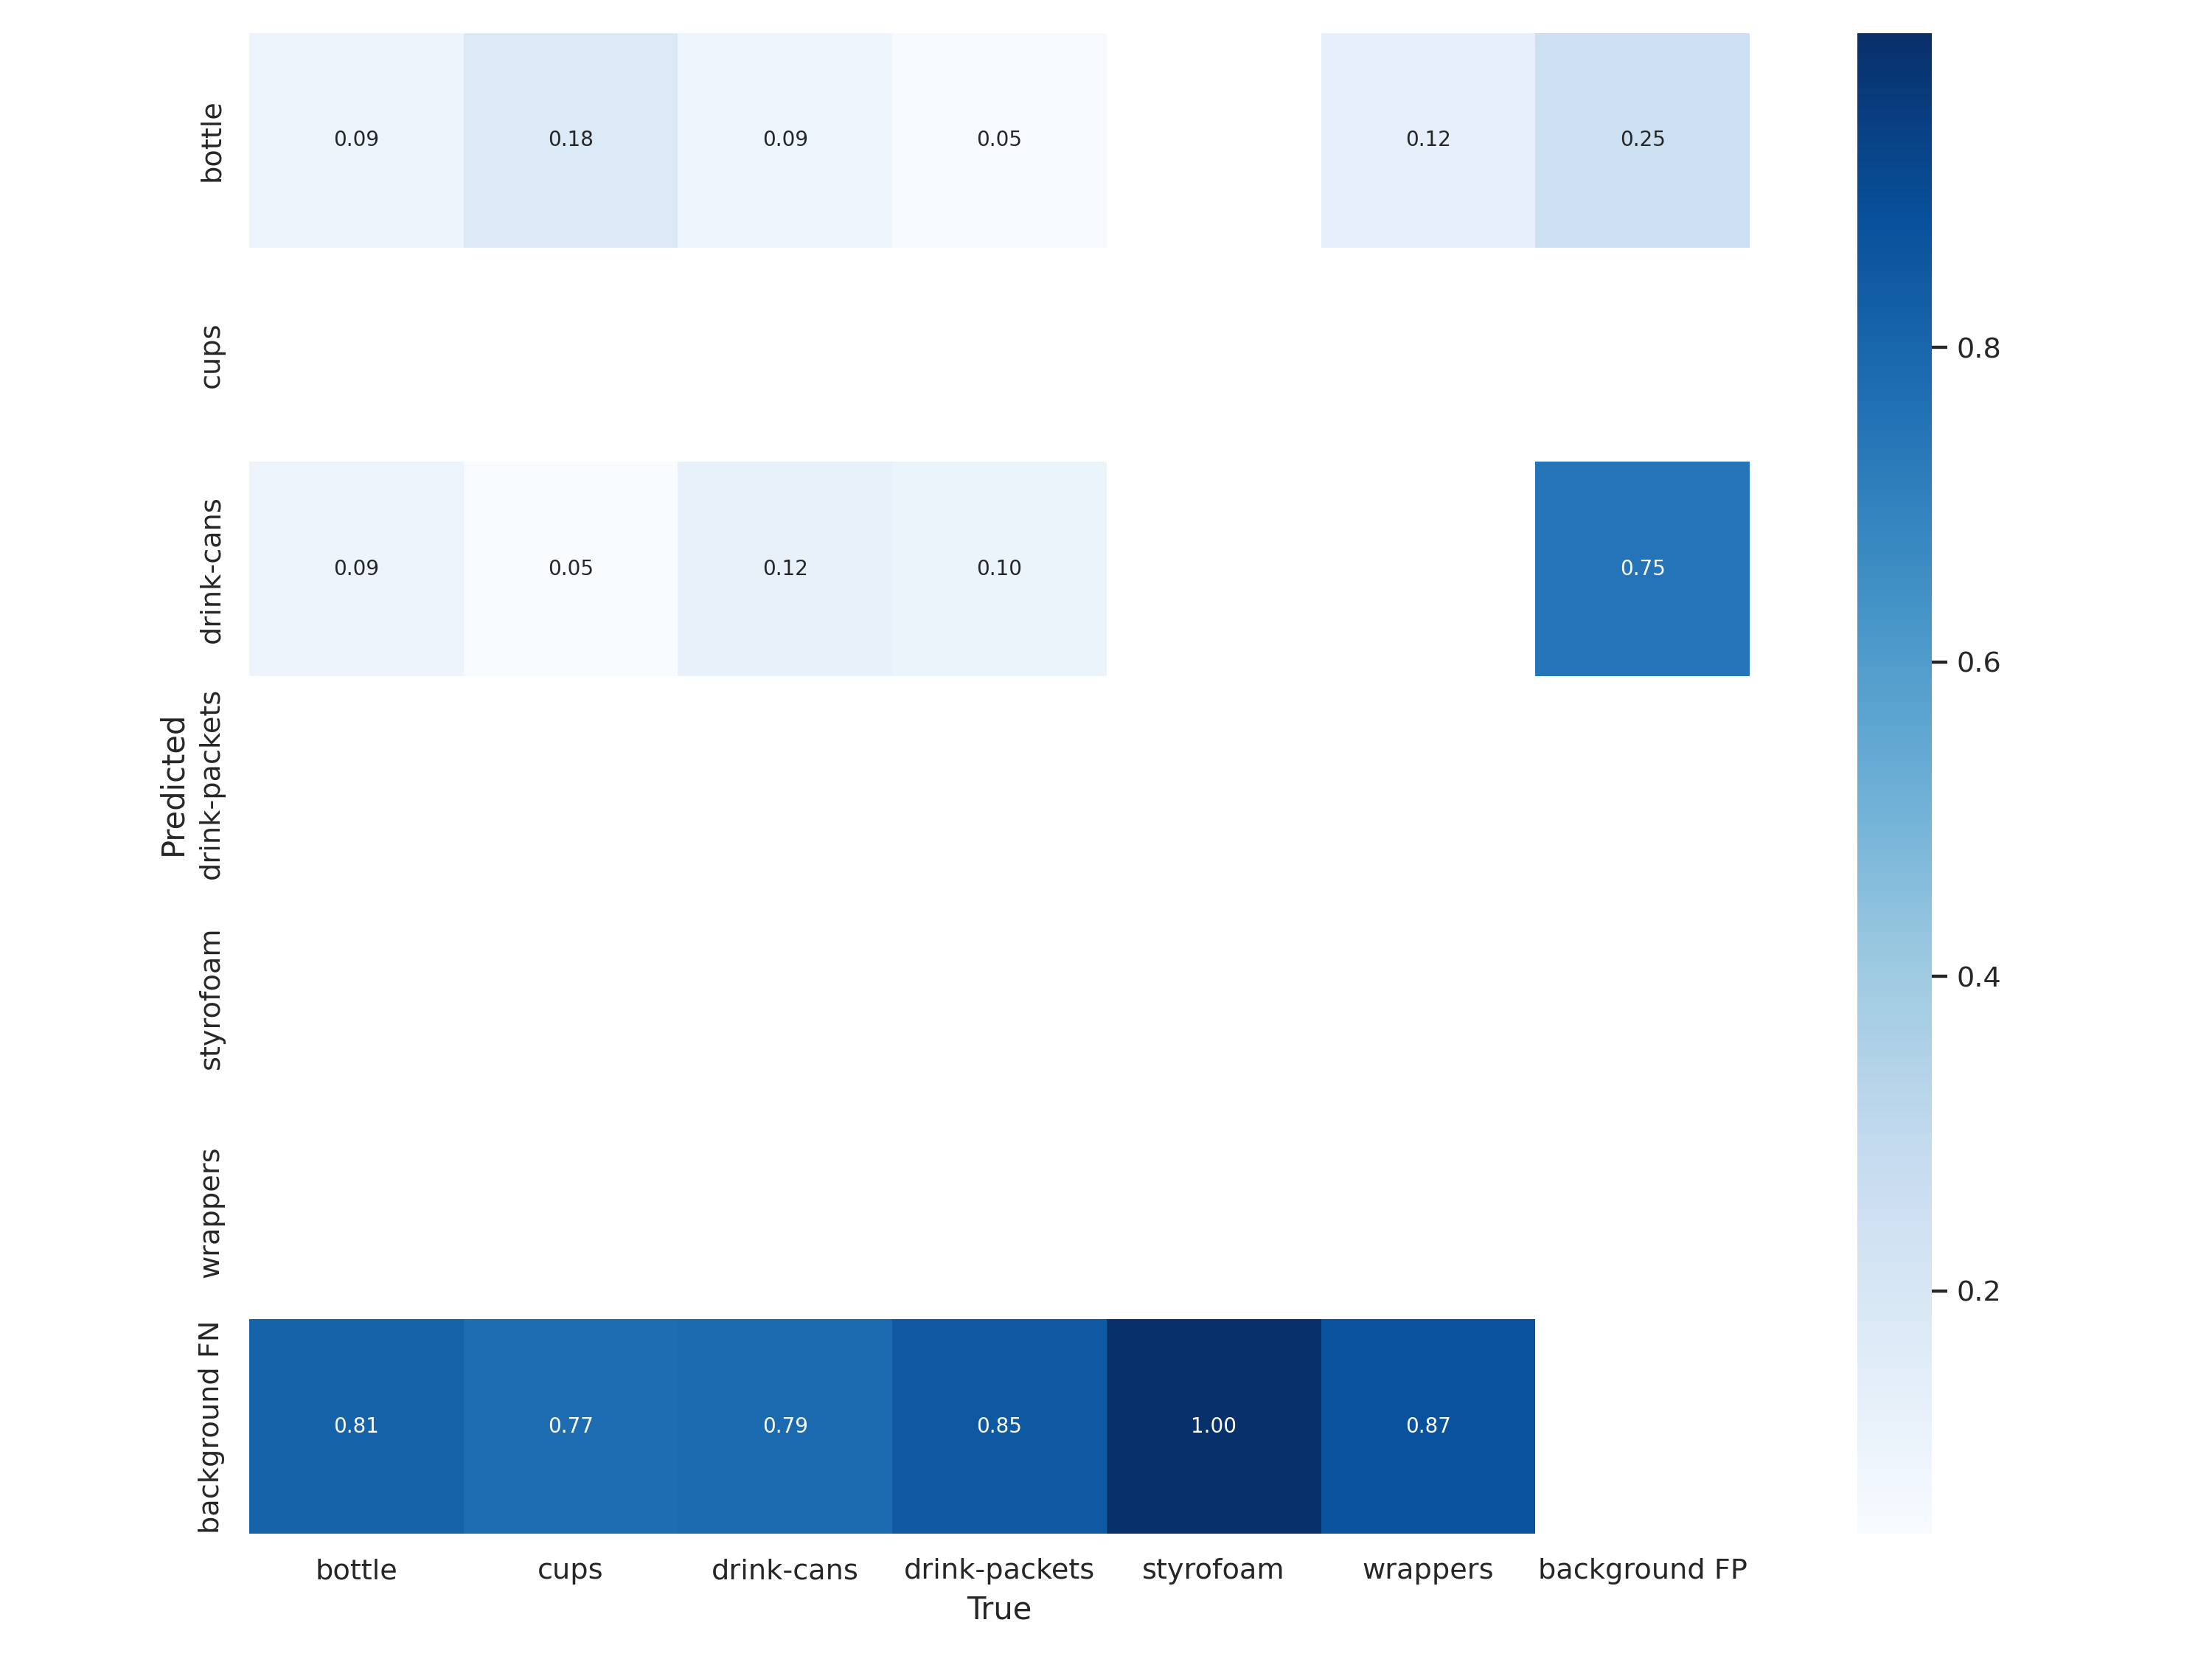 bottle
0.09 0.18 0.09 0.05 0.12 0.25
cups
0.8
drink-cans
0.09 0.05 0.12 0.10 0.75
0.6
Predicted
drink-packets
styrofoam
0.4
wrappers
0.2
background FN
0.81 0.77 0.79 0.85 1.00 0.87
bottle cups drink-cans drink-packets styrofoam wrappers background FP
True